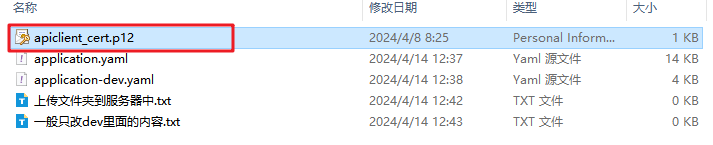 名称 修改日期 类型 大小
apiclient_cert.p12 2024/4/8 8:25 Personal Inform... 1 KB
application.yaml 2024/4/14 12:37 Yaml 源文件 14 KB
application-dev.yaml 2024/4/14 12:38 Yaml 源文件 4 KB
上传文件夹到服务器中.txt 2024/4/14 12:42 TXT 文件 0 KB
一般只改dev里面的内容.txt 2024/4/14 12:43 TXT 文件 0 KB